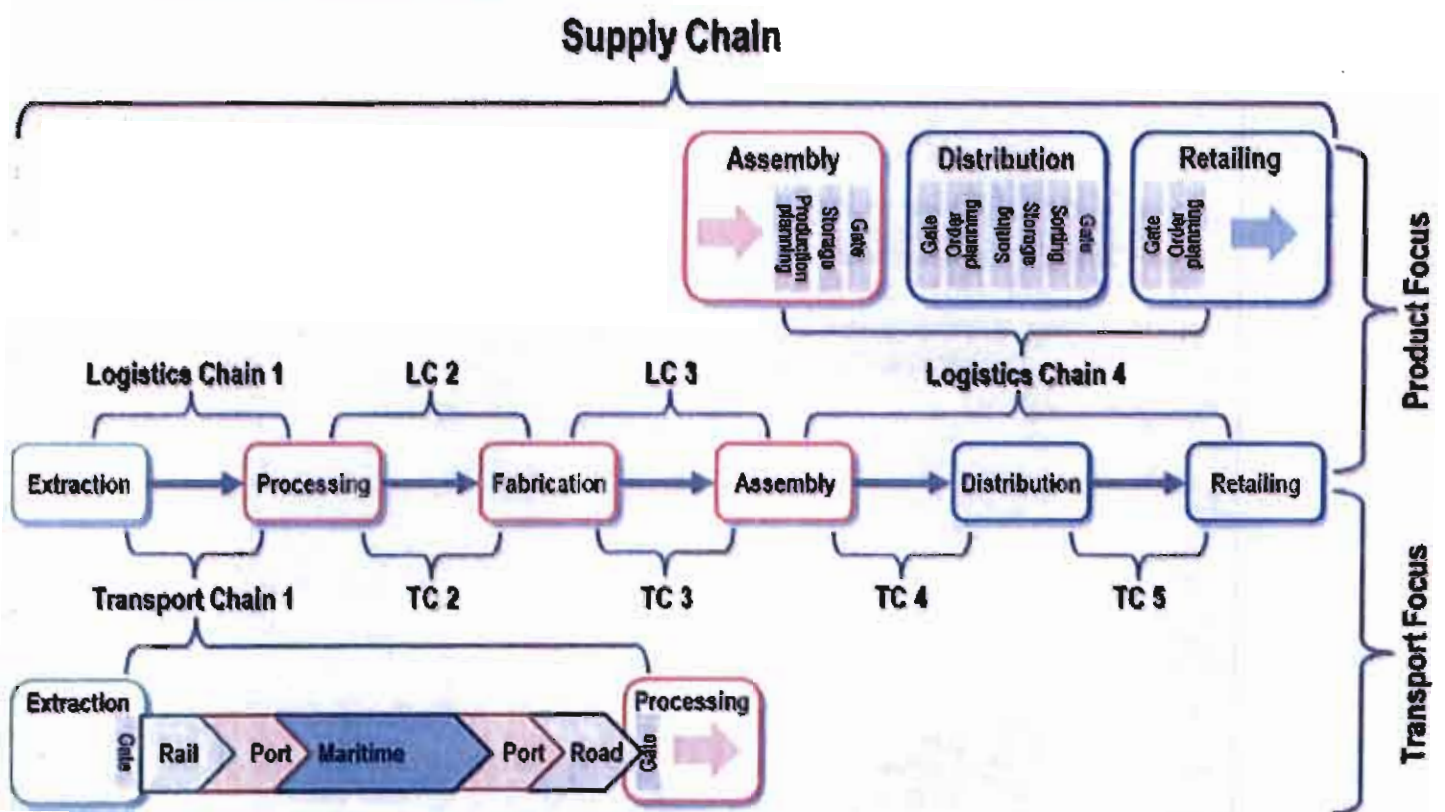 Supply Chain
Assembly
Production
planning
Storage
Gate
Distribution
Gate
Order
planning
Sorting
Storage
Sorting
Gate
Retailing
Gate
Order
planning
Product Focus
Logistics Chain 1
LC 2
LC 3
Logistics Chain 4
Extraction
Processing
Fabrication
Assembly
Distribution
Retailing
Transport Chain 1
TC 2
TC 3
TC 4
TC 5
Transport Focus
Extraction
Gate
Rail
Port
Maritime
Port
Road
Processing
Gate